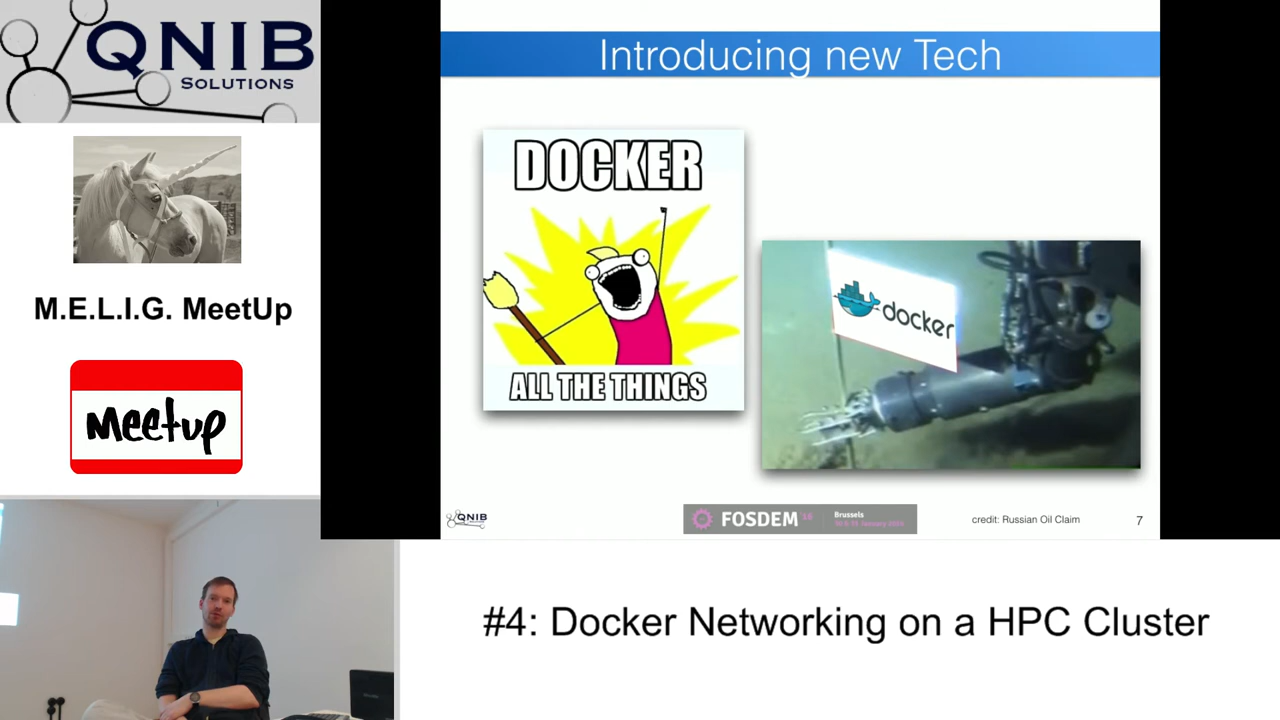 QNIB
SOLUTIONS
M.E.L.I.G. MeetUp
Meetup
Introducing new Tech
DOCKER
ALL THE THINGS
docker
QNIB
FOSDEM
Brussels
credit: Russian Oil Claim
7
#4: Docker Networking on a HPC Cluster